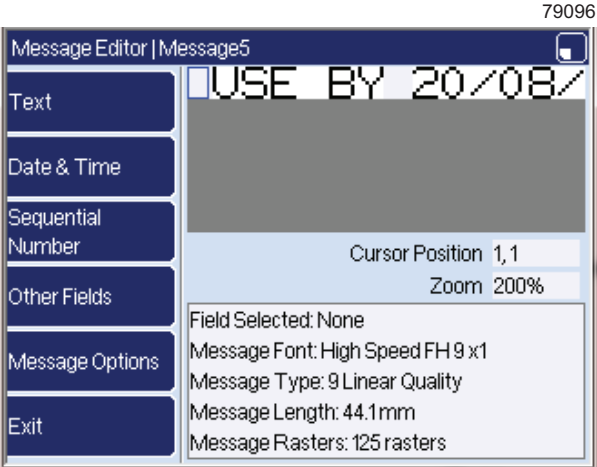 79096
Message Editor | Message5
Text
USE BY 20/08/
Date & Time
Sequential
Number
Cursor Position 1,1
Zoom 200%
Other Fields
Field Selected: None
Message Font: High Speed FH 9 x1
Message Options
Message Type: 9 Linear Quality
Message Length: 44.1mm
Exit
Message Rasters: 125 rasters